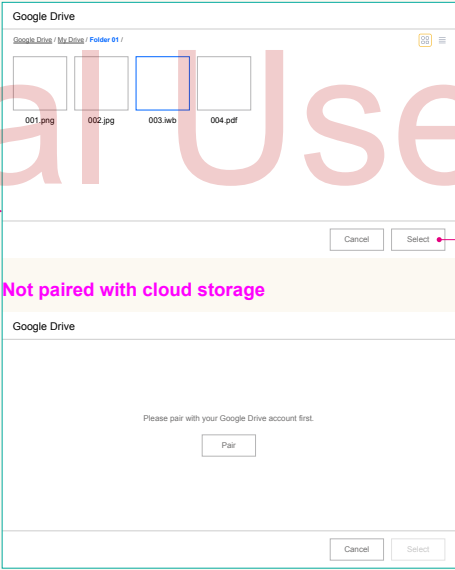 Google Drive
Google Drive / My Drive / Folder 01 /
001.png 002.jpg 003.iwb 004.pdf
al Use
Cancel Select
Not paired with cloud storage
Google Drive
Please pair with your Google Drive account first.
Pair
Cancel Select